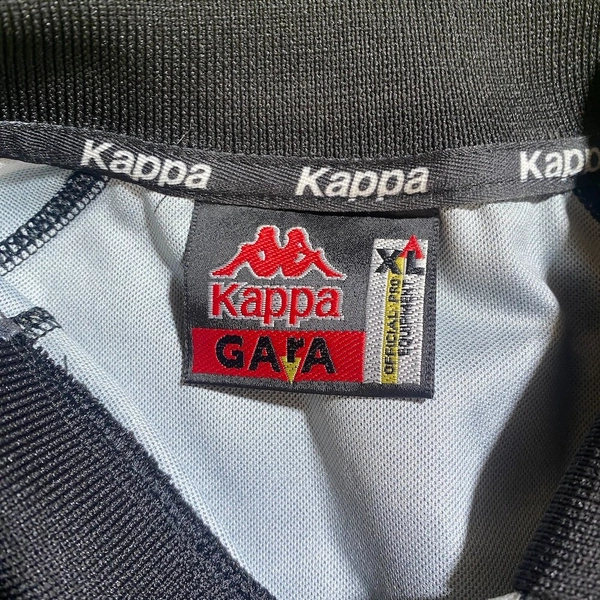 Kappa Kappa Kappa
Kappa
GArA
XL
OFFICIAL PRO
EQUIPMENT